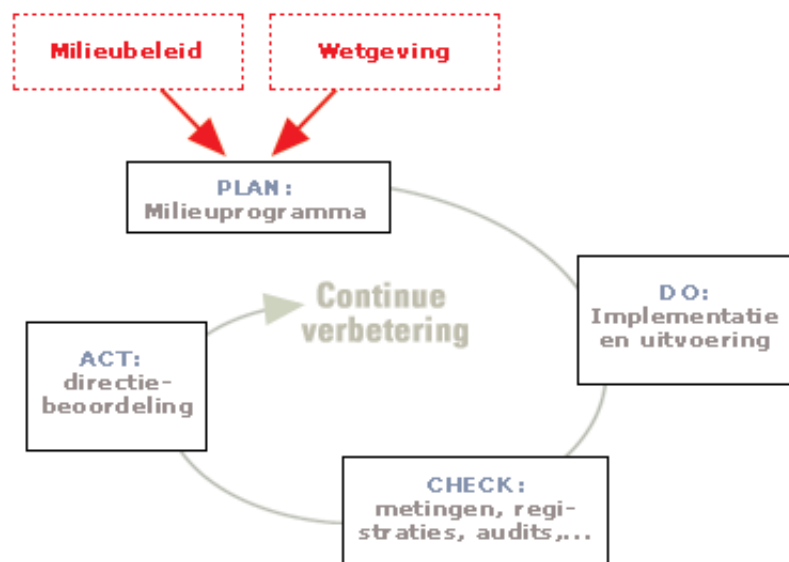 Milieubeleid
Wetgeving
PLAN:
Milieuprogramma
DO:
Implementatie
en uitvoering
Continue
verbetering
ACT:
directie-
beoordeling
CHECK:
metingen, regi-
straties, audits,...